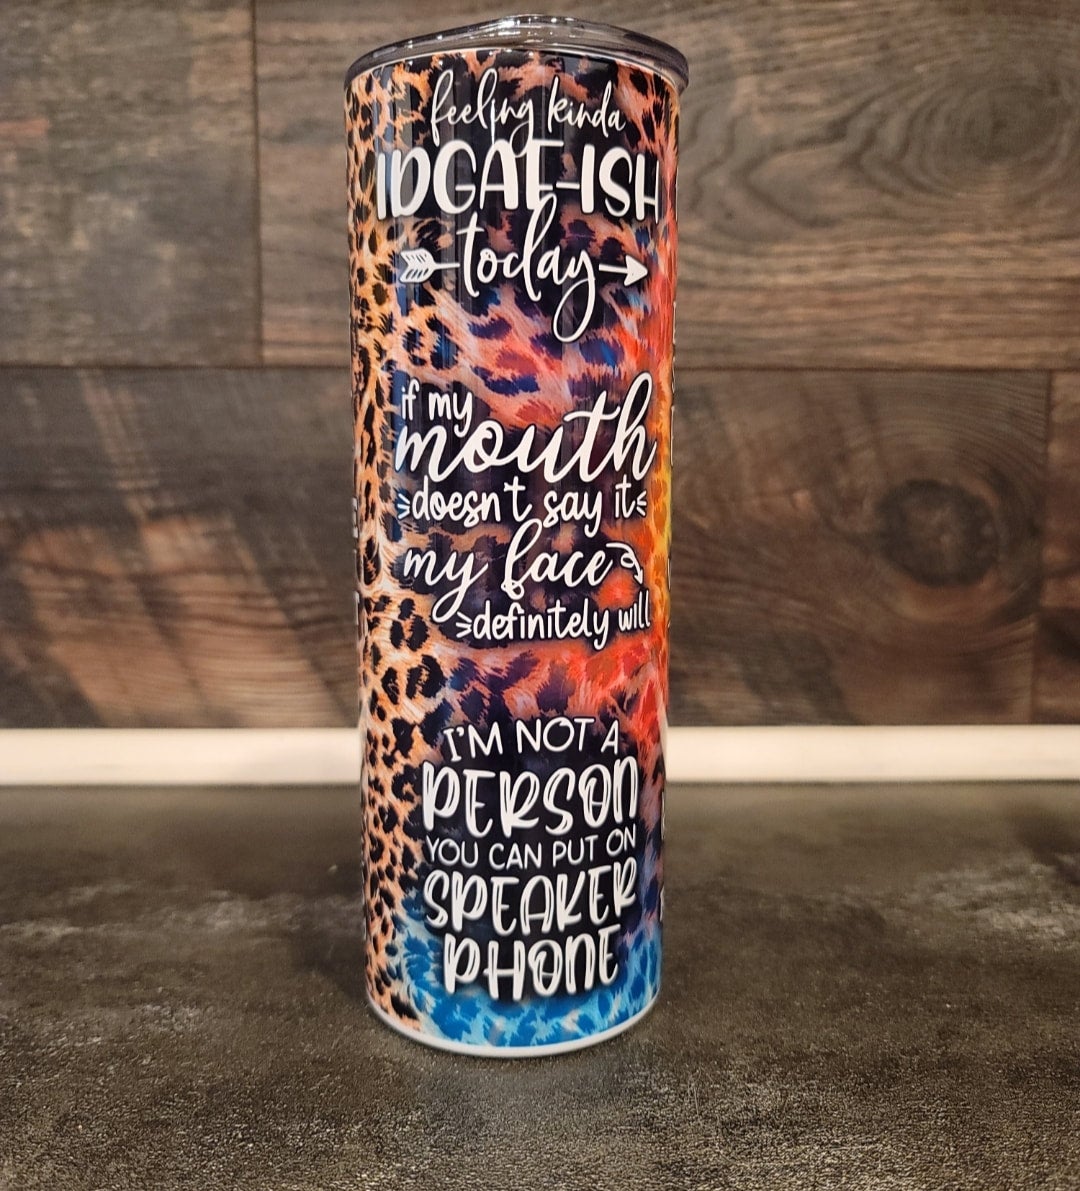 feeling kinda
IDGAF-ISH
today
if my
mouth
doesn't say it
my face
definitely will
I'M NOT A
PERSON
YOU CAN PUT ON
SPEAKER
PHONE